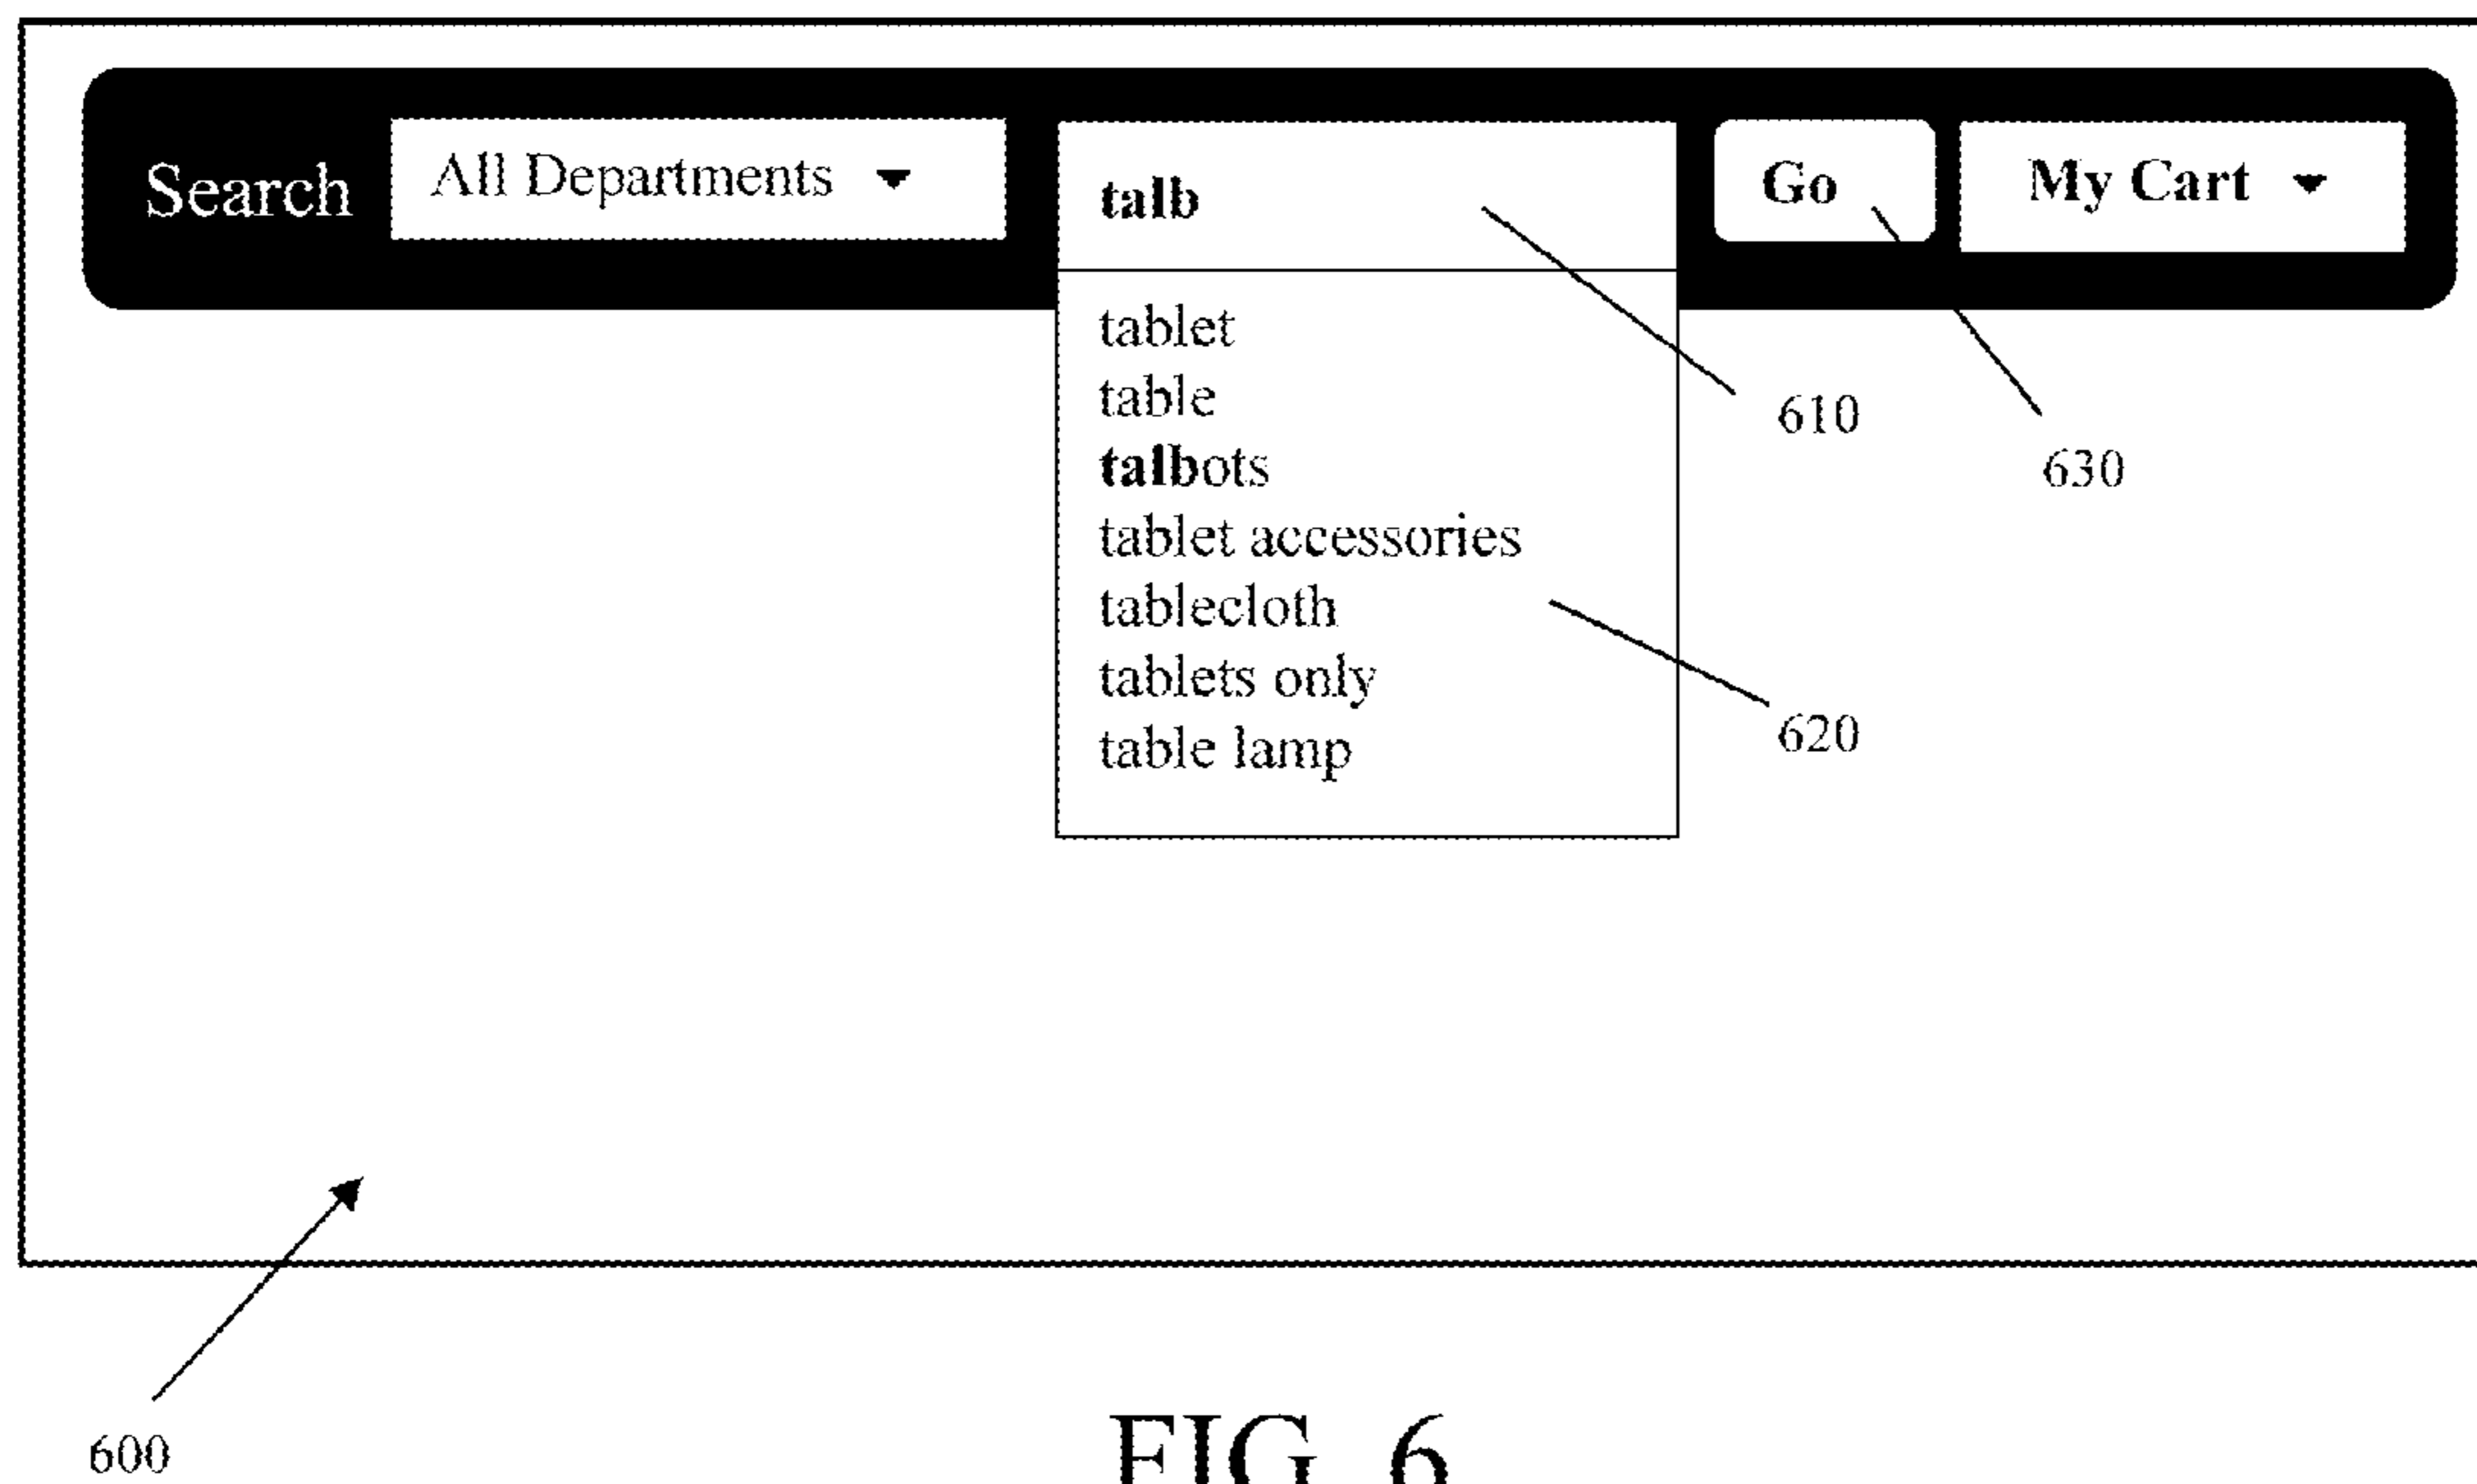 Search All Departments talb Go My Cart
tablet
table
talbots
tablet accessories
tablecloth
tablets only
table lamp
610
630
620
600
FIG. 6